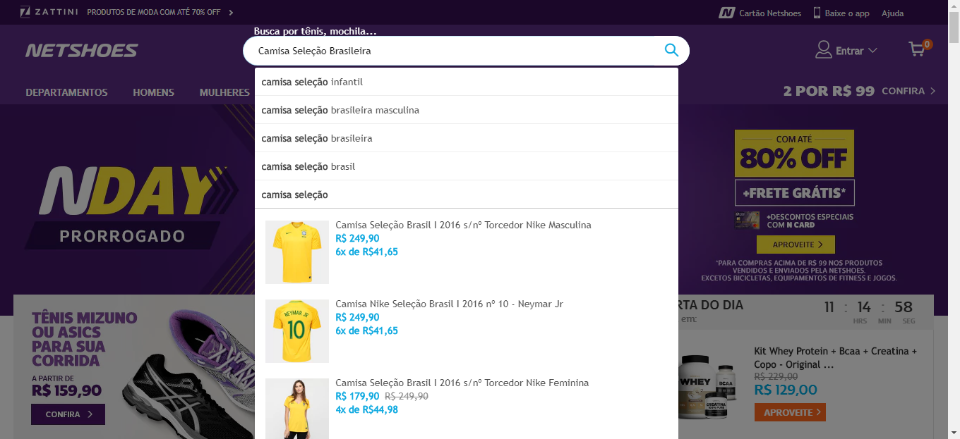 ZATTINI PRODUTOS DE MODA COM ATÉ 70% OFF
Cartão Netshoes
Baixe o app
Ajuda
Busca por tênis, mochila...
NETSHOES
Camisa Seleção Brasileira
Entrar
0
DEPARTAMENTOS
HOMENS
MULHERES
2 POR R$ 99 CONFIRA
camisa seleção infantil
camisa seleção brasileira masculina
camisa seleção brasileira
camisa seleção brasil
camisa seleção
NDAY
PRORROGADO
COM ATÉ
80% OFF
+FRETE GRÁTIS*
+DESCONTOS ESPECIAIS
COM N CARD
APROVEITE
*PARA COMPRAS ACIMA DE R$ 99 NOS PRODUTOS
VENDIDOS E ENVIADOS PELA NETSHOES.
EXCETOS BICICLETAS, EQUIPAMENTOS DE FITNESS E JOGOS.
Camisa Seleção Brasil I 2016 s/nº Torcedor Nike Masculina
R$ 249,90
6x de R$41,65
Camisa Nike Seleção Brasil I 2016 nº 10 - Neymar Jr
R$ 249,90
6x de R$41,65
NEYMAR JR
10
Camisa Seleção Brasil I 2016 s/nº Torcedor Nike Feminina
R$ 179,90 R$ 249,90
4x de R$44,98
TÊNIS MIZUNO
OU ASICS
PARA SUA
CORRIDA
A PARTIR DE
R$ 159,90
CONFIRA
RTA DO DIA
em:
11 : 14 : 58
HRS MIN SEG
Kit Whey Protein + Bcaa + Creatina +
Copo - Original ...
R$ 229,00
R$ 129,00
APROVEITE
WHEY
BCAA